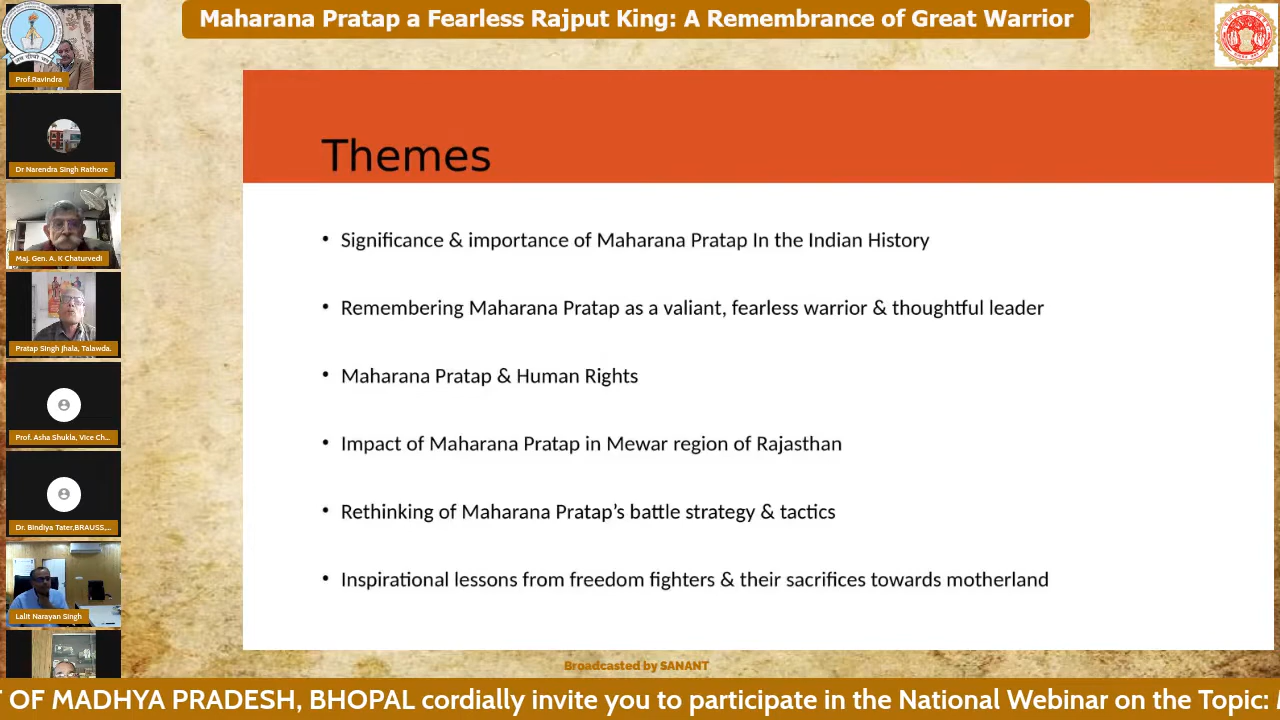 Maharana Pratap a Fearless Rajput King: A Remembrance of Great Warrior
Prof.Ravindra
Dr Narendra Singh Rathore
Maj. Gen. A. K Chaturvedi
Pratap Singh Jhala, Talawda.
Prof. Asha Shukla, Vice Ch...
Dr. Bindiya Tater,BRAUSS,...
Lalit Narayan Singh
Themes
• Significance & importance of Maharana Pratap In the Indian History
• Remembering Maharana Pratap as a valiant, fearless warrior & thoughtful leader
• Maharana Pratap & Human Rights
• Impact of Maharana Pratap in Mewar region of Rajasthan
• Rethinking of Maharana Pratap’s battle strategy & tactics
• Inspirational lessons from freedom fighters & their sacrifices towards motherland
Broadcasted by SANANT
OF MADHYA PRADESH, BHOPAL cordially invite you to participate in the National Webinar on the Topic: